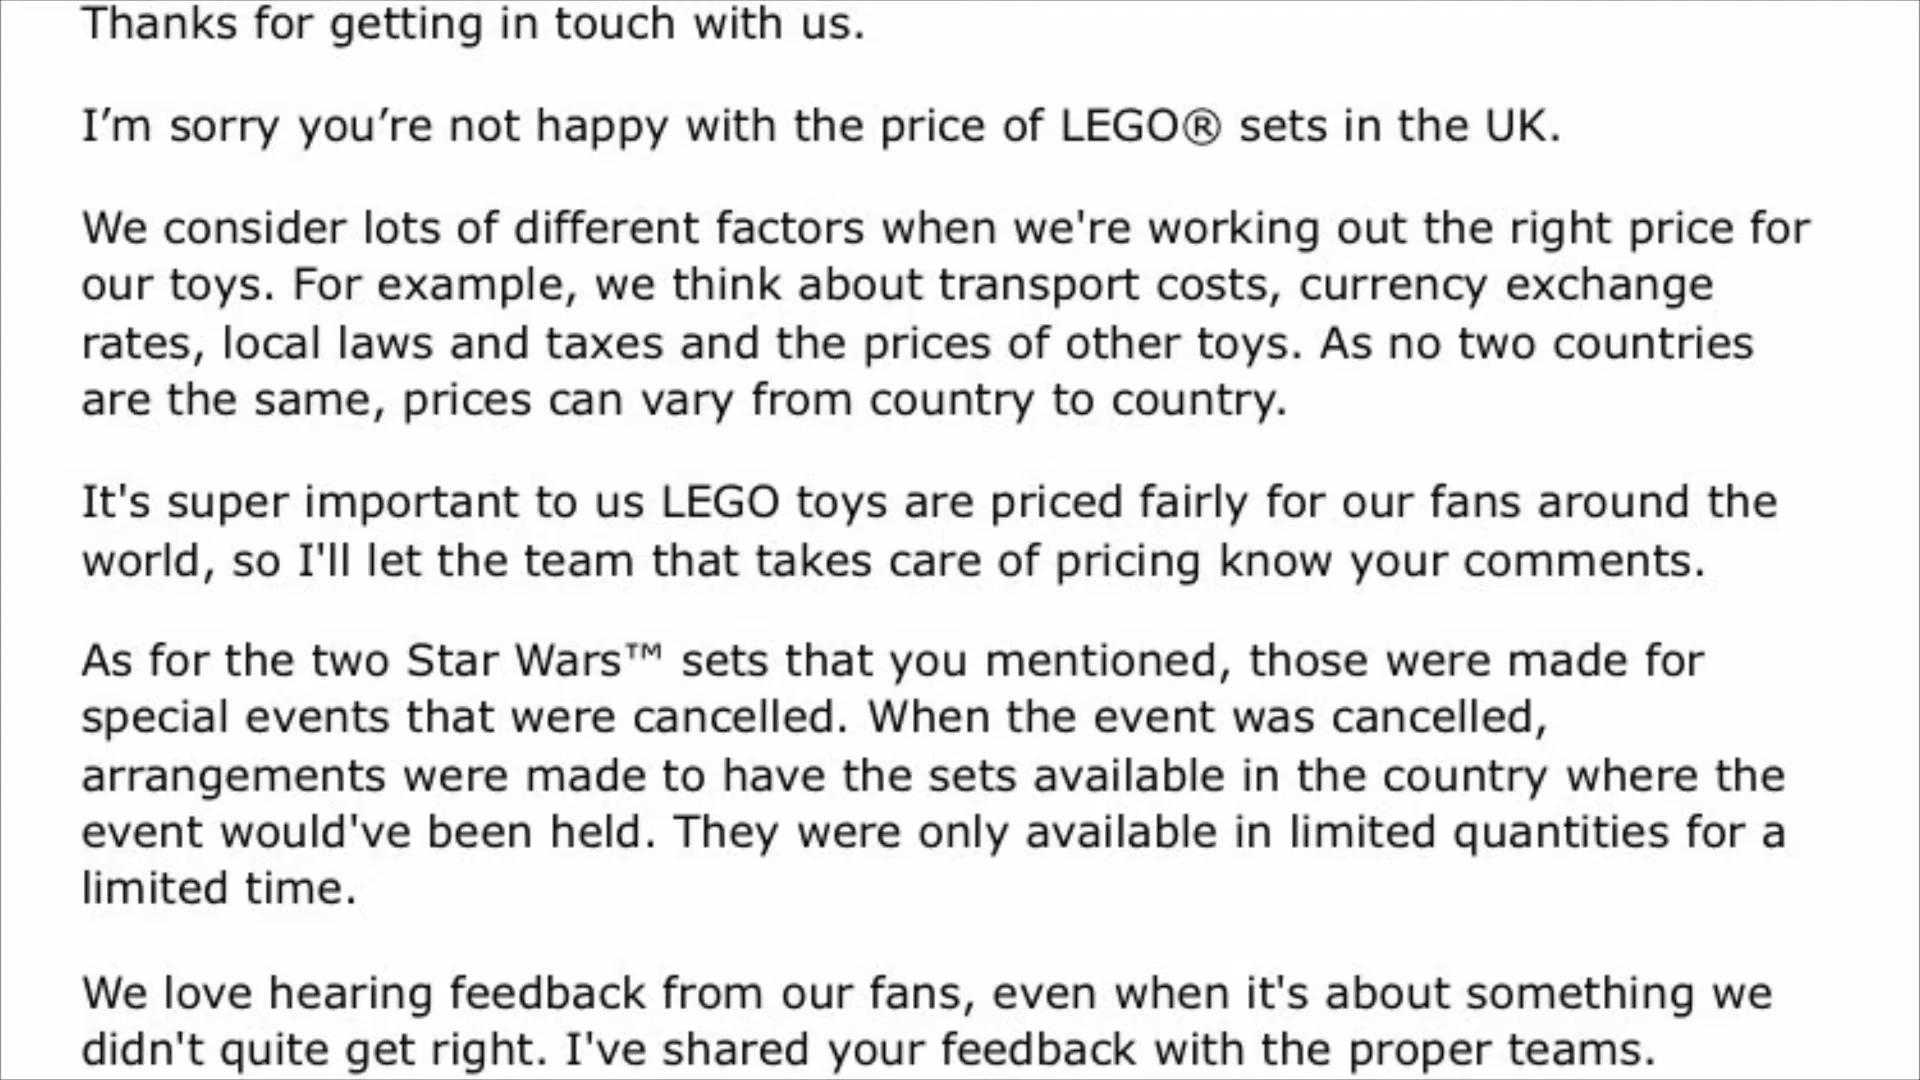 Thanks for getting in touch with us.
I’m sorry you’re not happy with the price of LEGO® sets in the UK.
We consider lots of different factors when we're working out the right price for
our toys. For example, we think about transport costs, currency exchange
rates, local laws and taxes and the prices of other toys. As no two countries
are the same, prices can vary from country to country.
It's super important to us LEGO toys are priced fairly for our fans around the
world, so I'll let the team that takes care of pricing know your comments.
As for the two Star Wars™ sets that you mentioned, those were made for
special events that were cancelled. When the event was cancelled,
arrangements were made to have the sets available in the country where the
event would've been held. They were only available in limited quantities for a
limited time.
We love hearing feedback from our fans, even when it's about something we
didn't quite get right. I've shared your feedback with the proper teams.